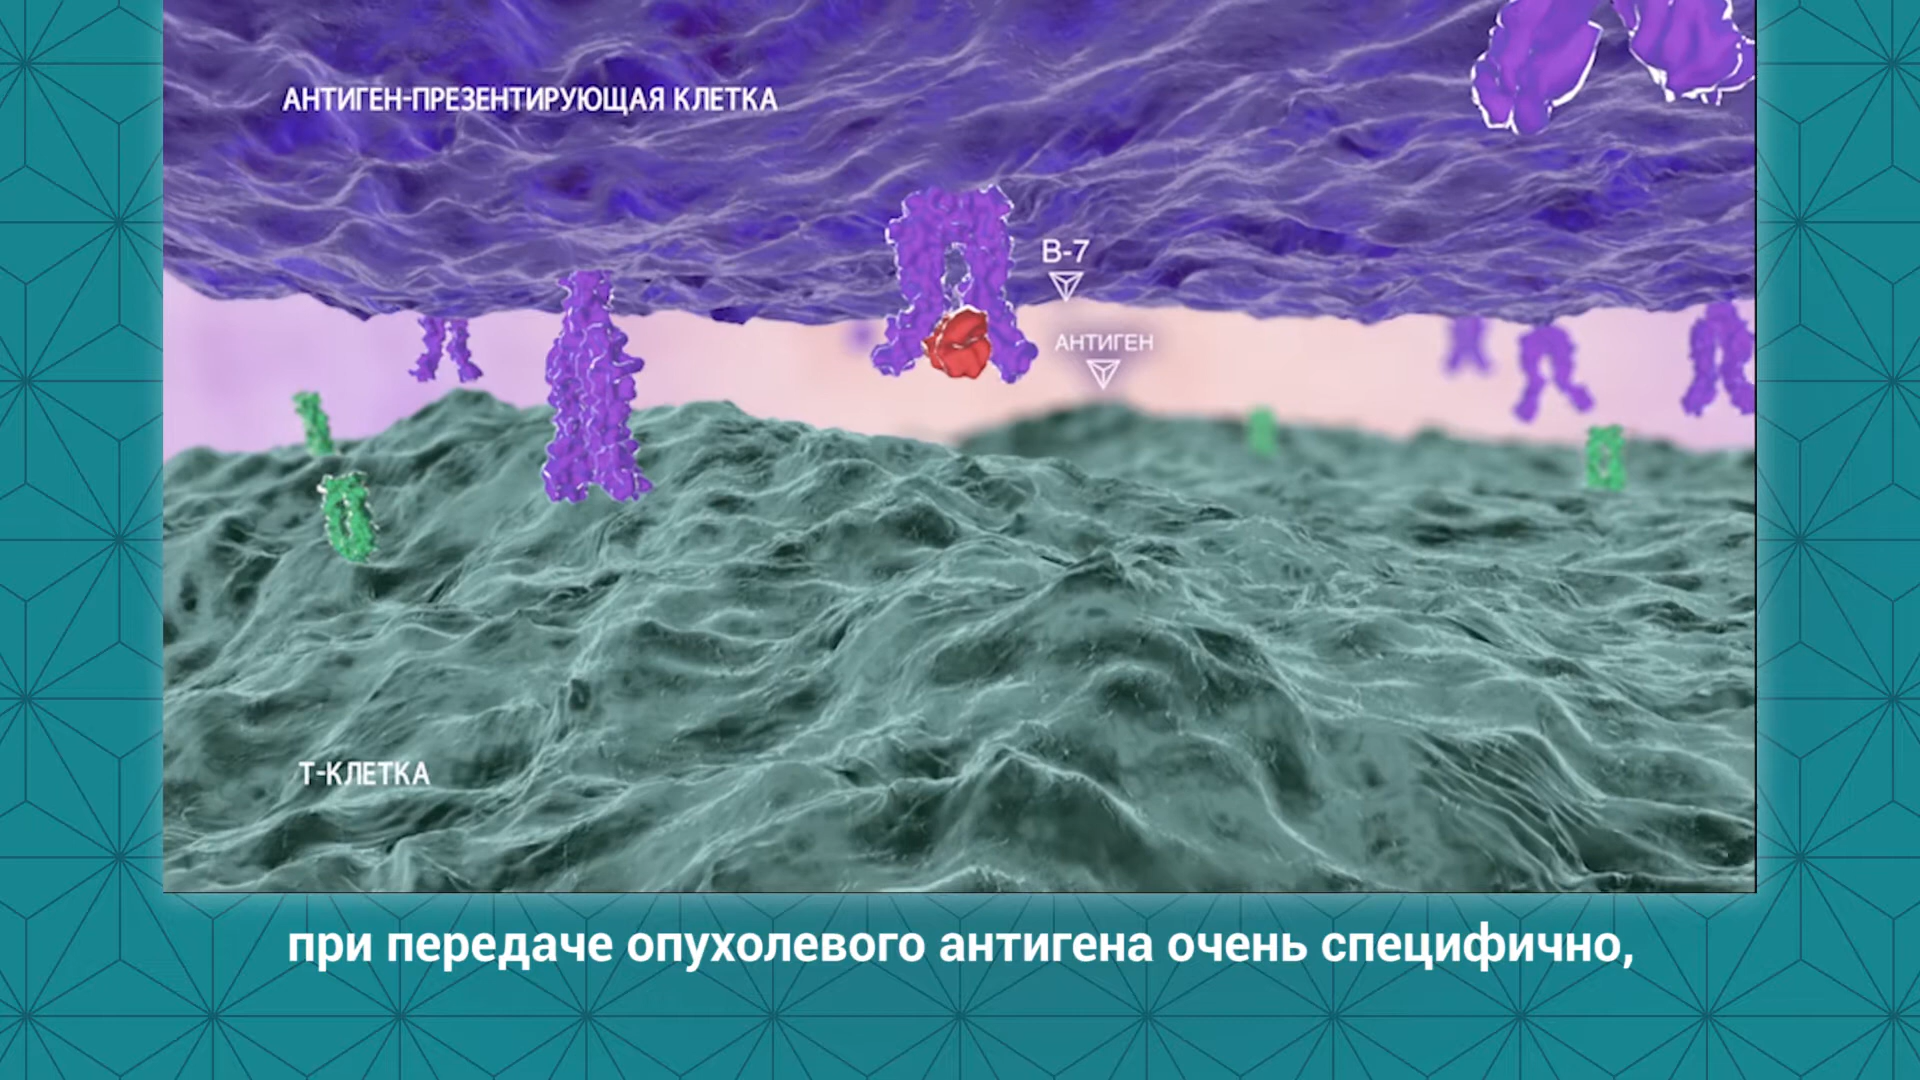 АНТИГЕН-ПРЕЗЕНТИРУЮЩАЯ КЛЕТКА
В-7
АНТИГЕН
Т-КЛЕТКА
при передаче опухолевого антигена очень специфично,